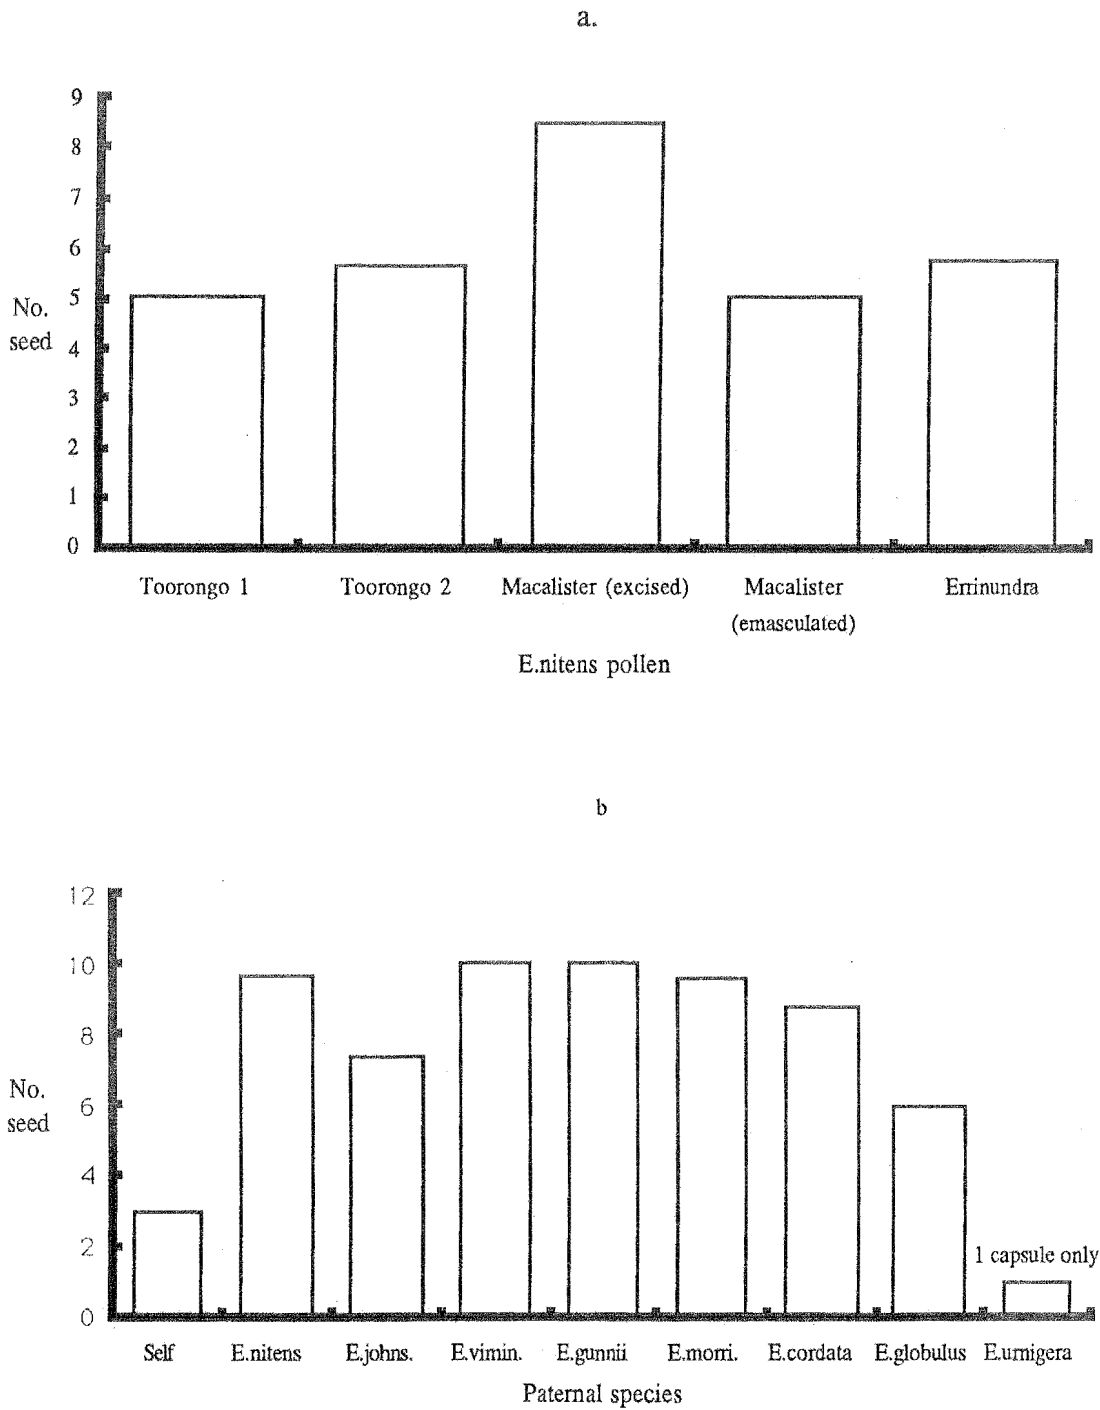 a.
9
8
7
6
5
4
3
2
1
0
No.
seed
Toorongo 1 Toorongo 2 Macalister (excised) Macalister Errinundra
(emasculated)
E.nitens pollen
b
12
10
8
6
4
2
0
No.
seed
1 capsule only
Self E.nitens E.johns. E.vimin. E.gunnii E.morri. E.cordata E.globulus E.urnigera
Paternal species